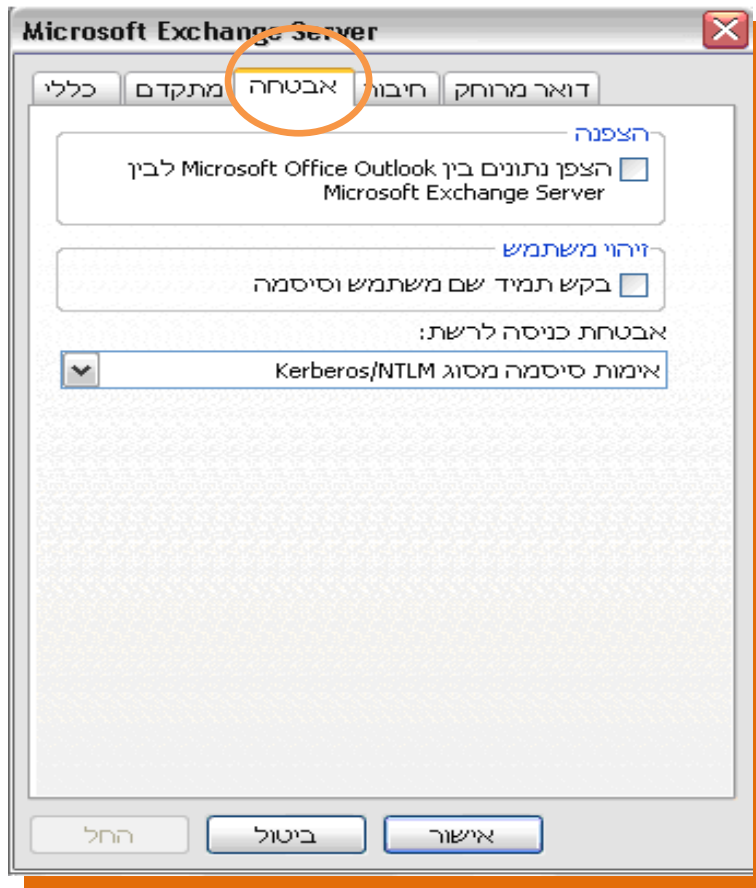 Microsoft Exchange Server
כללי מתקדם אבטחה חיבור דואר מרוחק
הצפנה
הצפן נתונים בין Microsoft Office Outlook לבין
Microsoft Exchange Server
זיהוי משתמש
בקש תמיד שם משתמש וסיסמה
אבטחת כניסה לרשת:
אימות סיסמה מסוג Kerberos/NTLM
אישור ביטול החל